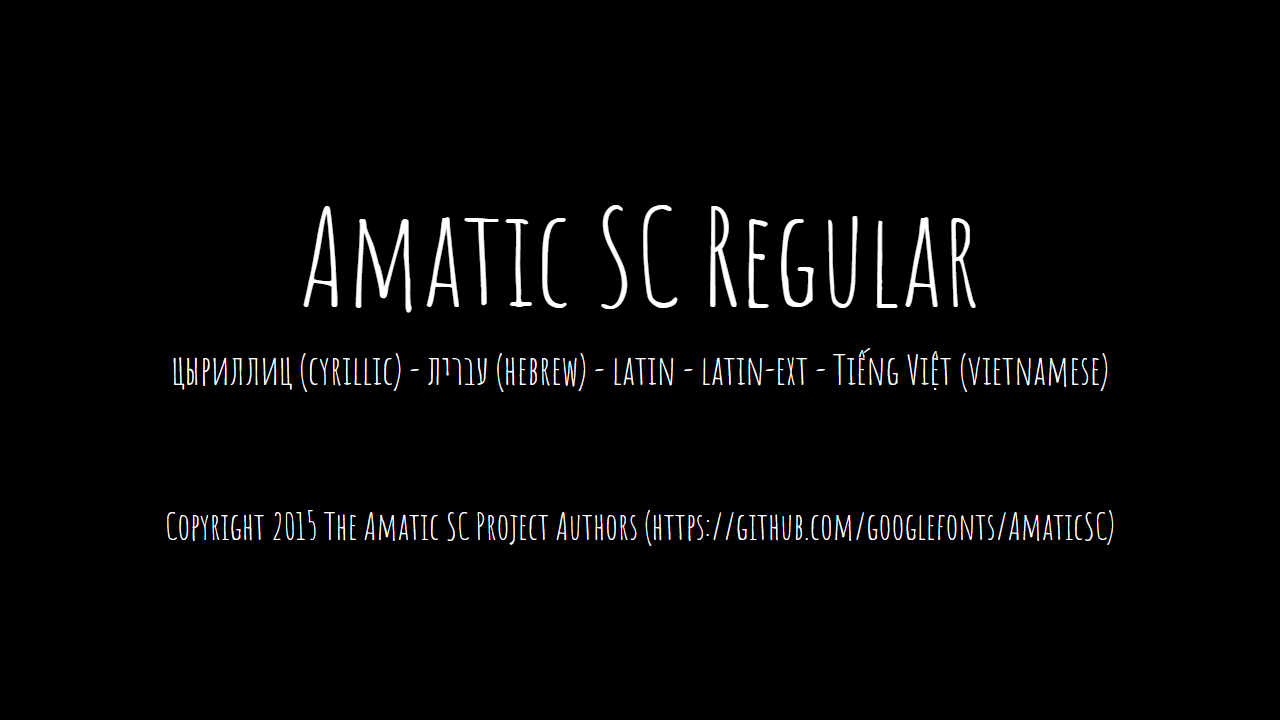 Amatic SC Regular
цыриллиц (cyrillic) - עברית (hebrew) - latin - latin-ext - Tiếng Việt (vietnamese)
Copyright 2015 The Amatic SC Project Authors (https://github.com/googlefonts/AmaticSC)